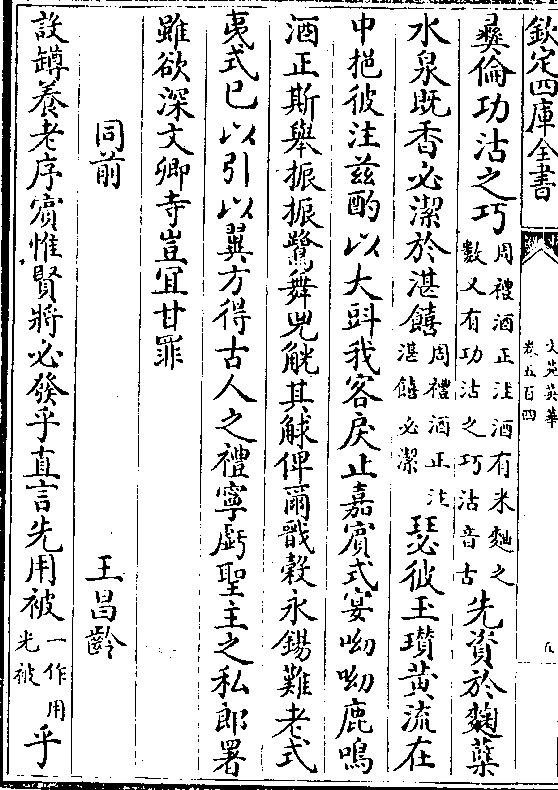 欽定四庫全書
文苑英華
卷五百四
彞倫功沽之巧
周禮酒正注酒有米麴之
數又有功沽之巧沽音古
先資於麴糵
水泉既香必潔於湛饎
周禮酒正注
湛饎必潔
瑟彼玉瓚黄流在
中挹彼注兹酌以大斗我客戾止嘉賓式宴呦呦鹿鳴
酒正斯舉振振鷺舞兕觥其觩俾爾戩穀永錫難老式
夷式已以引以翼方得古人之禮寧虧聖主之私郎署
雖欲深文卿寺豈宜甘罪
同前
王昌齡
設罇養老序賓惟賢將必發乎直言先用被
一作用
光被
乎